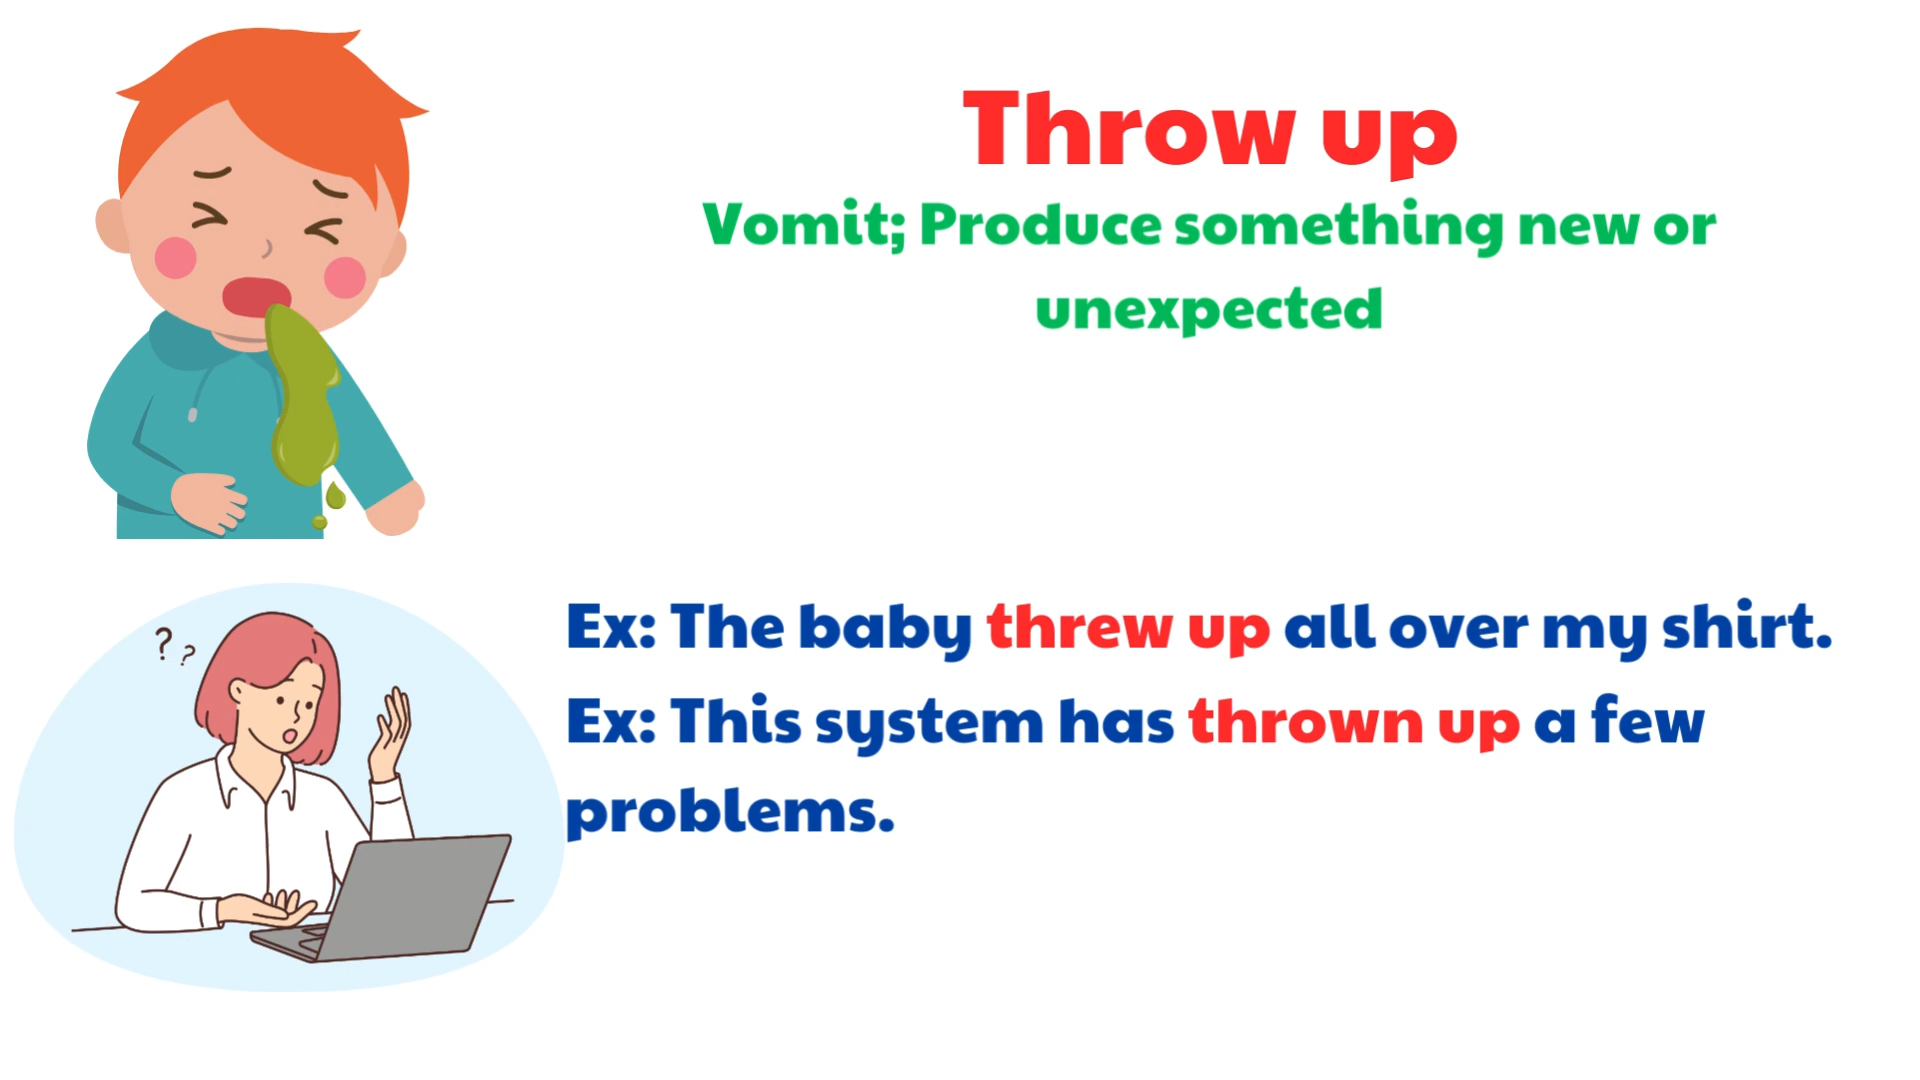 Throw up
Vomit; Produce something new or
unexpected
? ?
Ex: The baby threw up all over my shirt.
Ex: This system has thrown up a few
problems.